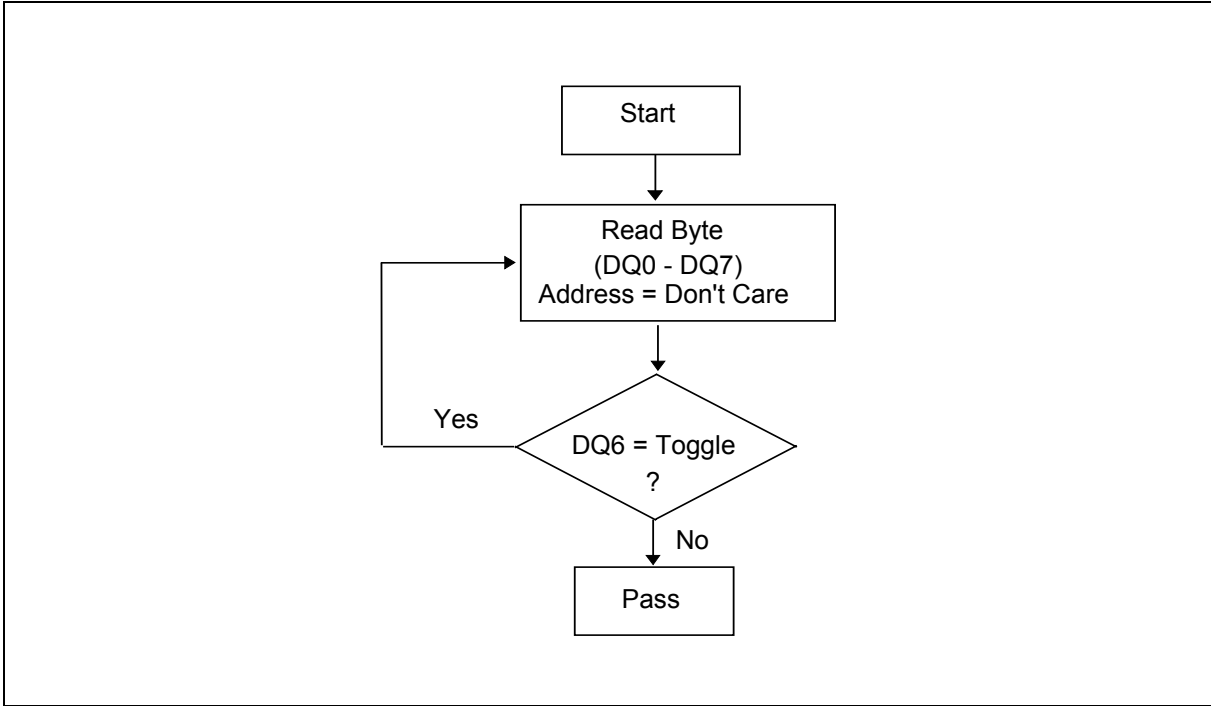 Start
Read Byte
(DQ0 - DQ7)
Address = Don't Care
Yes
DQ6 = Toggle
?
No
Pass